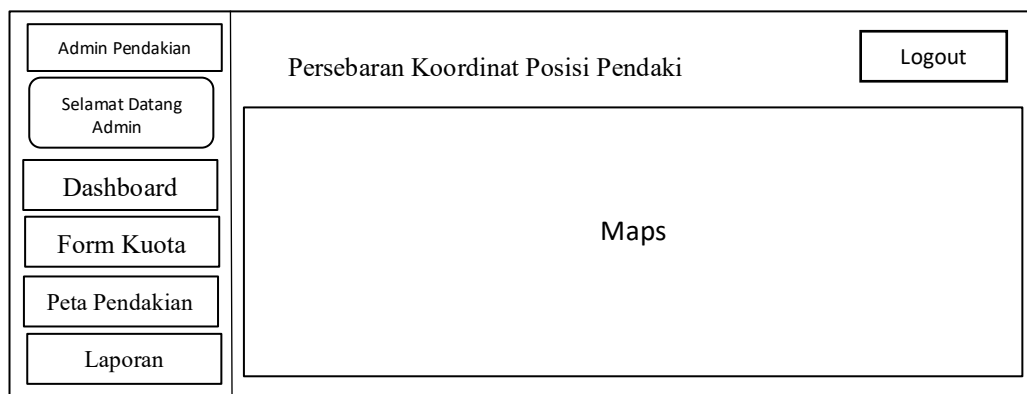 Admin Pendakian
Selamat Datang
Admin
Dashboard
Form Kuota
Peta Pendakian
Laporan
Persebaran Koordinat Posisi Pendaki
Logout
Maps